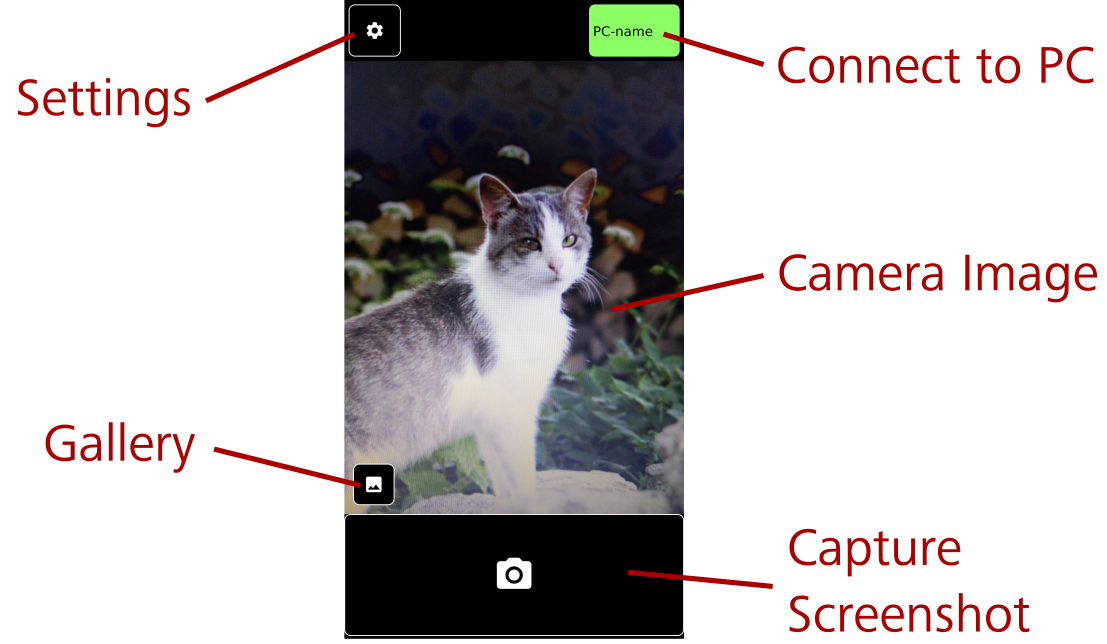 PC-name
Connect to PC
Settings
Camera Image
Gallery
Capture
Screenshot